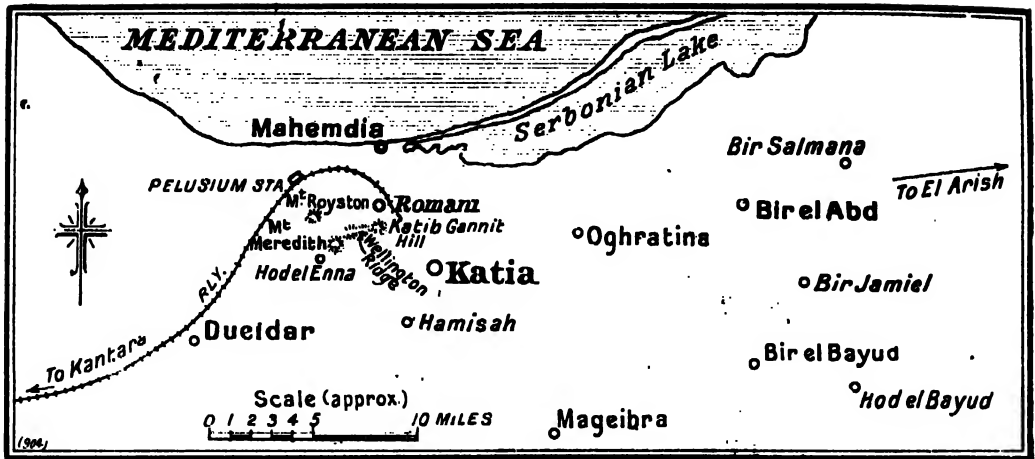 MEDITERRANEAN SEA
Serbonian Lake
Mahemdia
Bir Salmana
To El Arish
PELUSIUM STA.
Mt Royston
Romani
Bir el Abd
Katib Gannit
Hill
Mt
Meredith
Wellington
Ridge
Oghratina
Hod el Enna
Katia
Bir Jamiel
RLY.
Hamisah
Dueidar
Bir el Bayud
To Kantara
Hod el Bayud
Scale (approx.)
0 1 2 3 4 5 10 MILES
Mageibra